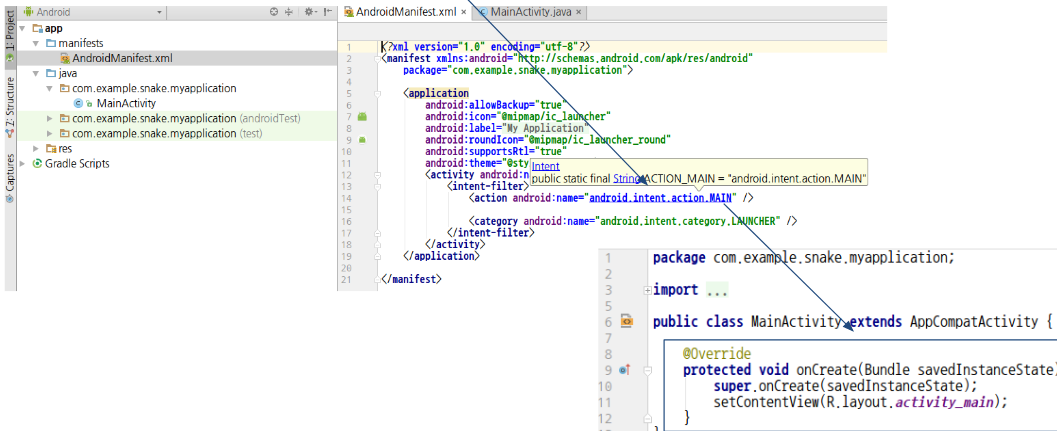 Android
1: Project
Z: Structure
Captures
app
manifests
AndroidManifest.xml
java
com.example.snake.myapplication
MainActivity
com.example.snake.myapplication (androidTest)
com.example.snake.myapplication (test)
res
Gradle Scripts
AndroidManifest.xml × MainActivity.java ×
1 <?xml version="1.0" encoding="utf-8"?>
2 <manifest xmlns:android="http://schemas.android.com/apk/res/android"
3 package="com.example.snake.myapplication">
4
5 <application
6 android:allowBackup="true"
7 android:icon="@mipmap/ic_launcher"
8 android:label="My Application"
9 android:roundIcon="@mipmap/ic_launcher_round"
10 android:supportsRtl="true"
11 android:theme="@sty
Intent
public static final String ACTION_MAIN = "android.intent.action.MAIN"
12 <activity android:n
13 <intent-filter>
14 <action android:name="android.intent.action.MAIN" />
15
16 <category android:name="android.intent.category.LAUNCHER" />
17 </intent-filter>
18 </activity>
19 </application>
20
21 </manifest>
1 package com.example.snake.myapplication;
2
3 import ...
5
6 public class MainActivity extends AppCompatActivity {
7
8 @Override
9 protected void onCreate(Bundle savedInstanceState)
10 super.onCreate(savedInstanceState);
11 setContentView(R.layout.activity_main);
12 }